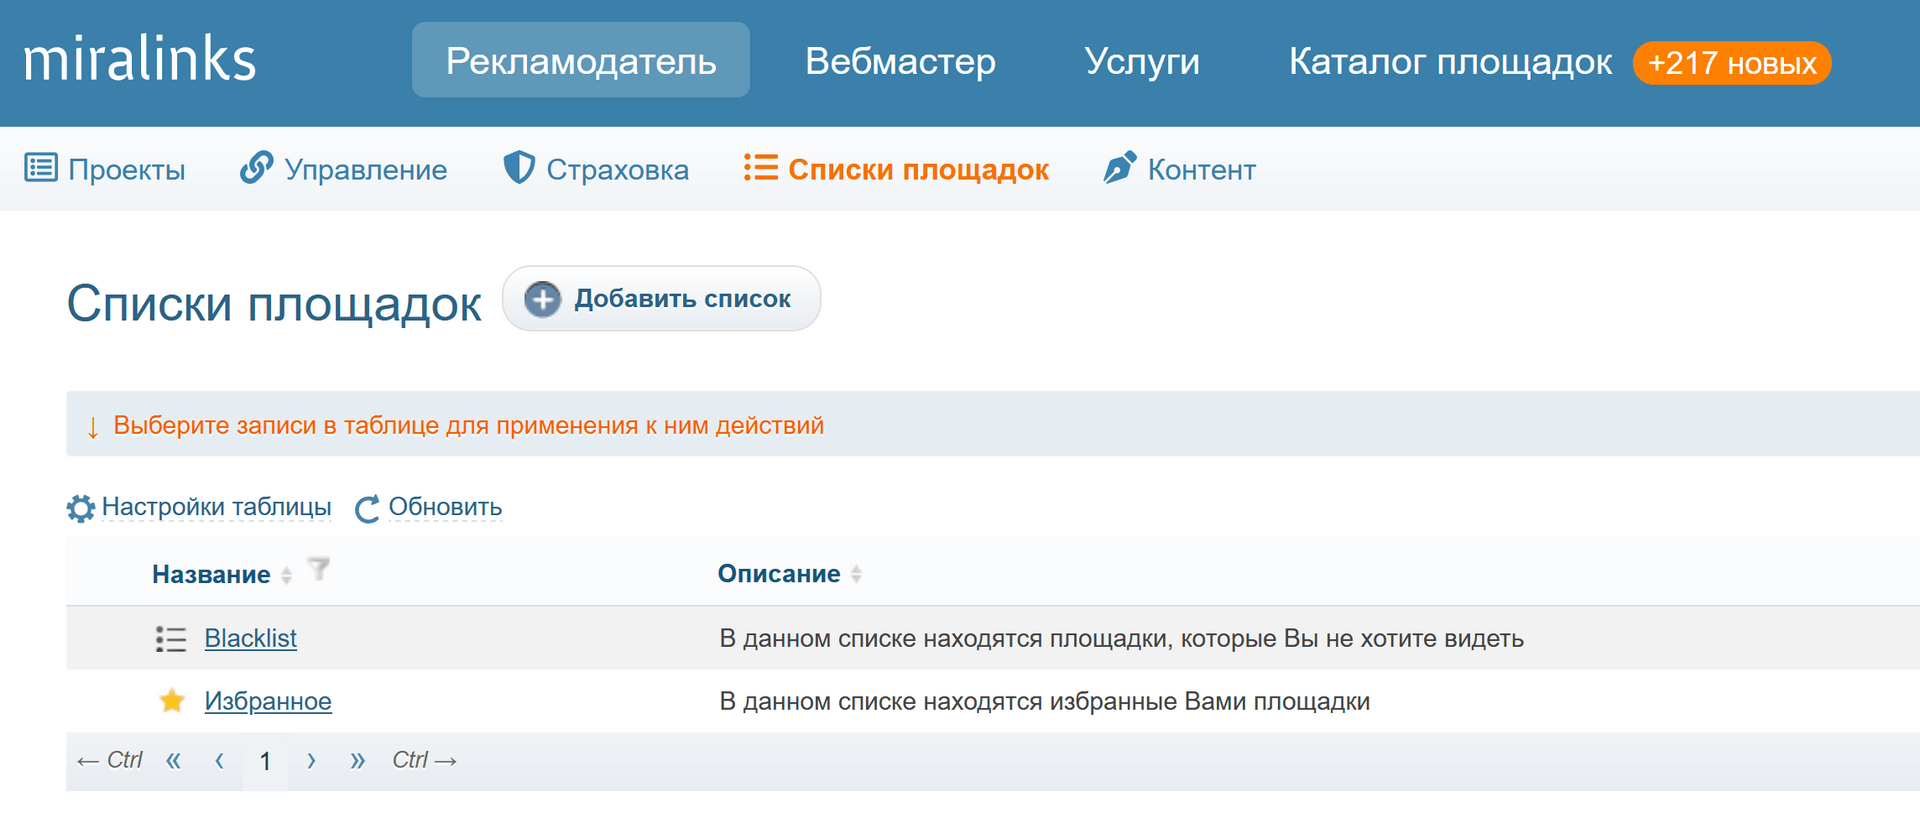 miralinks Рекламодатель Вебмастер Услуги Каталог площадок +217 новых
Проекты Управление Страховка Списки площадок Контент
Списки площадок Добавить список
↓ Выберите записи в таблице для применения к ним действий
Настройки таблицы Обновить
Название Описание
Blacklist В данном списке находятся площадки, которые Вы не хотите видеть
Избранное В данном списке находятся избранные Вами площадки
← Ctrl « ‹ 1 › » Ctrl →